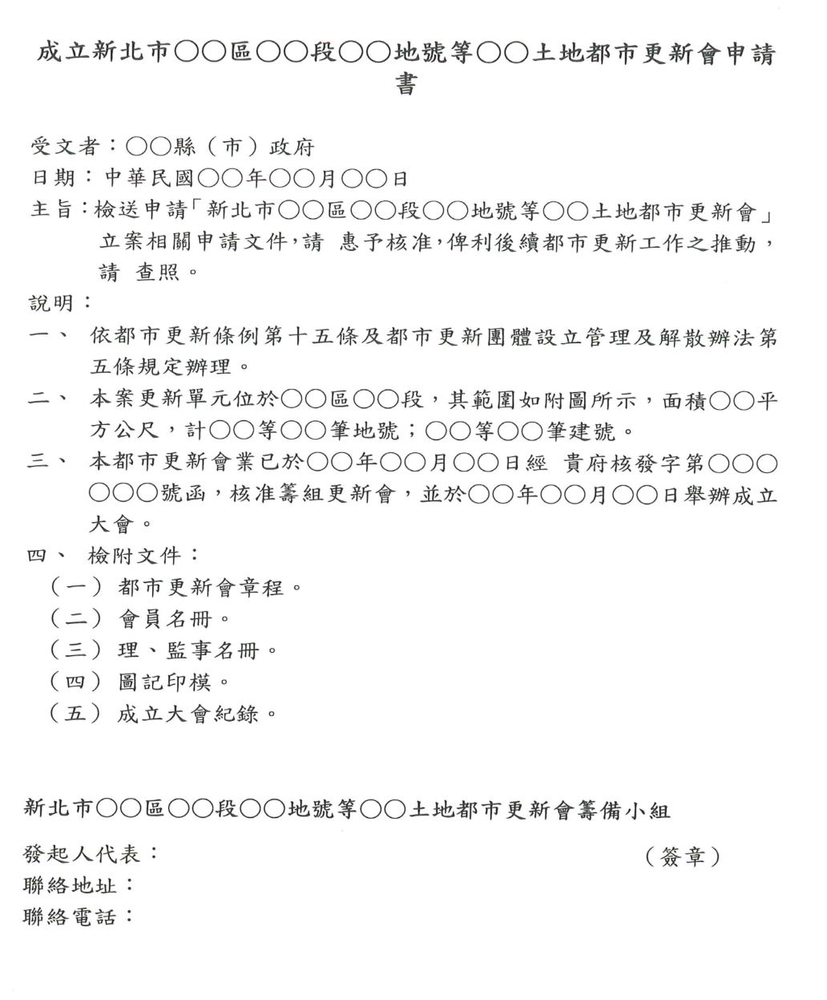 成立新北市○○區○○段○○地號等○○土地都市更新會申請
書
受文者：○○縣（市）政府
日期：中華民國○○年○○月○○日
主旨：檢送申請「新北市○○區○○段○○地號等○○土地都市更新會」
立案相關申請文件，請 惠予核准，俾利後續都市更新工作之推動，
請 查照。
說明：
一、 依都市更新條例第十五條及都市更新團體設立管理及解散辦法第
五條規定辦理。
二、 本案更新單元位於○○區○○段，其範圍如附圖所示，面積○○平
方公尺，計○○等○○筆地號；○○等○○筆建號。
三、 本都市更新會業已於○○年○○月○○日經 貴府核發字第○○○
○○○號函，核准籌組更新會，並於○○年○○月○○日舉辦成立
大會。
四、 檢附文件：
（一）都市更新會章程。
（二）會員名冊。
（三）理、監事名冊。
（四）圖記印模。
（五）成立大會紀錄。
新北市○○區○○段○○地號等○○土地都市更新會籌備小組
發起人代表： （簽章）
聯絡地址：
聯絡電話：